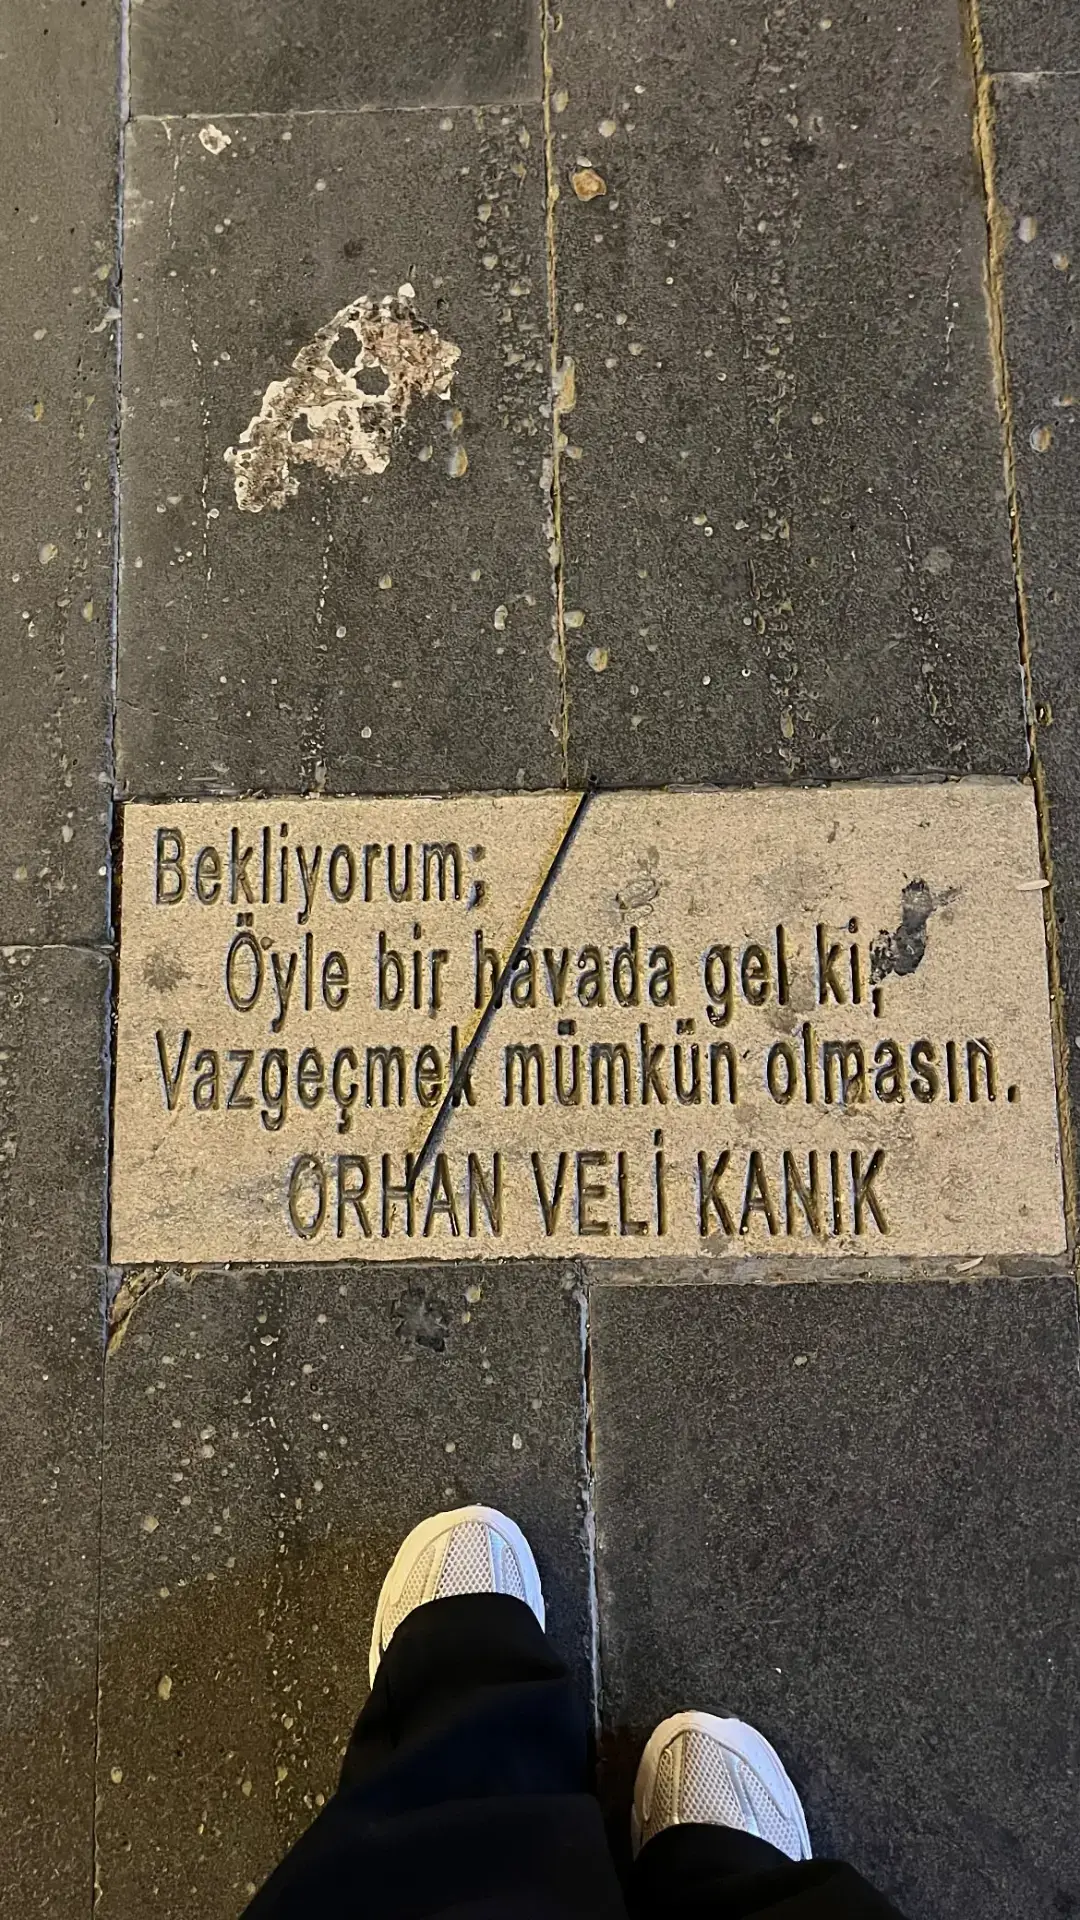 Bekliyorum;
Öyle bir havada gel ki,
Vazgeçmek mümkün olmasın.
ORHAN VELİ KANIK